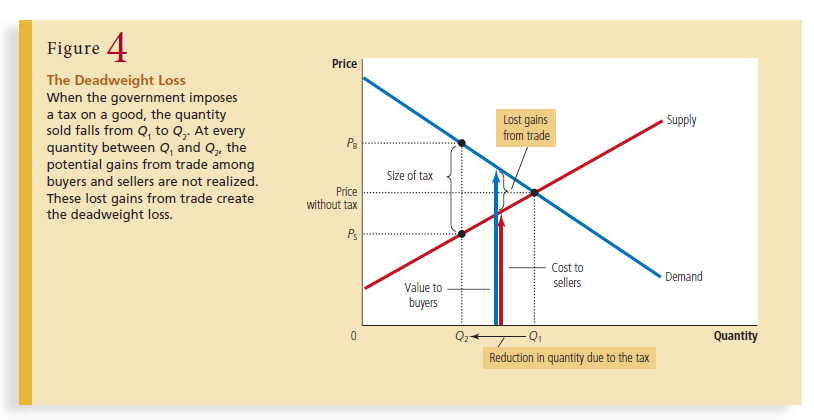 Figure 4
The Deadweight Loss
When the government imposes
a tax on a good, the quantity
sold falls from Q1 to Q2. At every
quantity between Q1 and Q2, the
potential gains from trade among
buyers and sellers are not realized.
These lost gains from trade create
the deadweight loss.
Price
Lost gains
from trade
Supply
PB
Size of tax
Price
without tax
PS
Cost to
sellers
Demand
Value to
buyers
0
Q2
Q1
Quantity
Reduction in quantity due to the tax